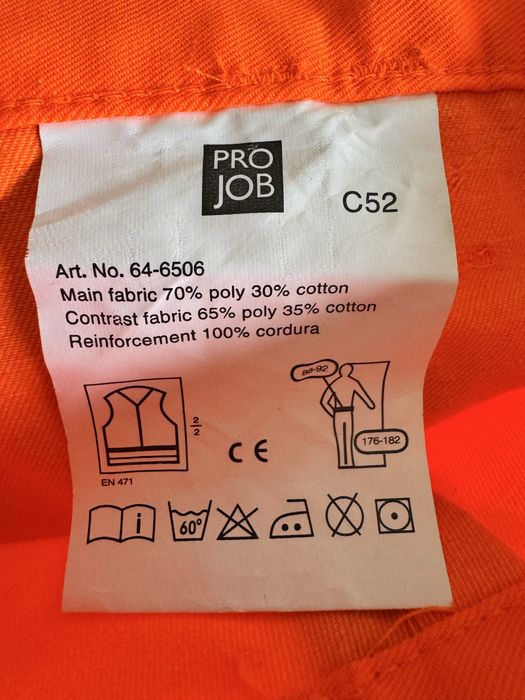 PRO
JOB
C52
Art. No. 64-6506
Main fabric 70% poly 30% cotton
Contrast fabric 65% poly 35% cotton
Reinforcement 100% cordura
88-92
2
2
CE
176-182
EN 471
i
60°